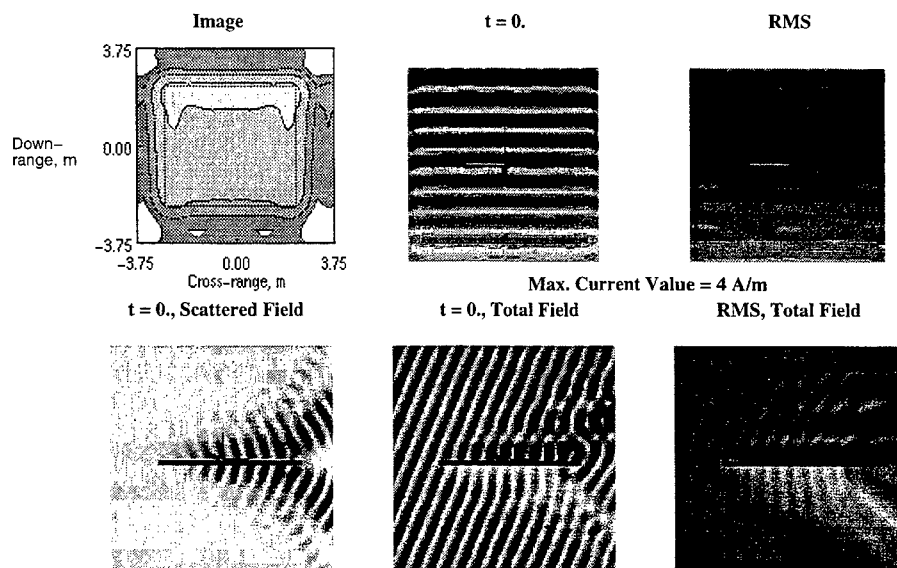 Image
t = 0.
RMS
3.75
Down-
range, m
0.00
-3.75
-3.75
0.00
3.75
Cross-range, m
Max. Current Value = 4 A/m
t = 0., Scattered Field
t = 0., Total Field
RMS, Total Field